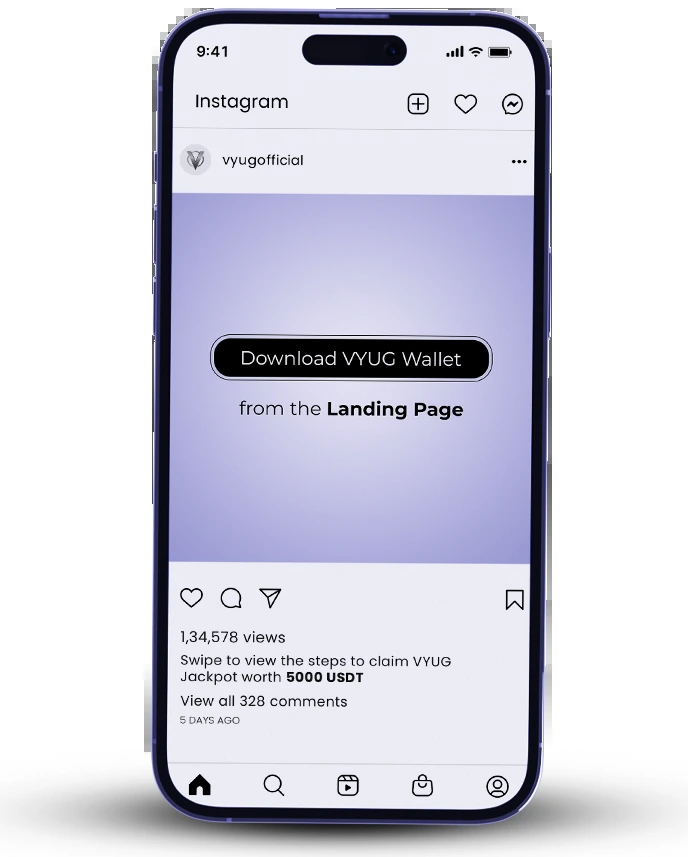 9:41
Instagram
vyugofficial
Download VYUG Wallet
from the Landing Page
1,34,578 views
Swipe to view the steps to claim VYUG
Jackpot worth 5000 USDT
View all 328 comments
5 DAYS AGO